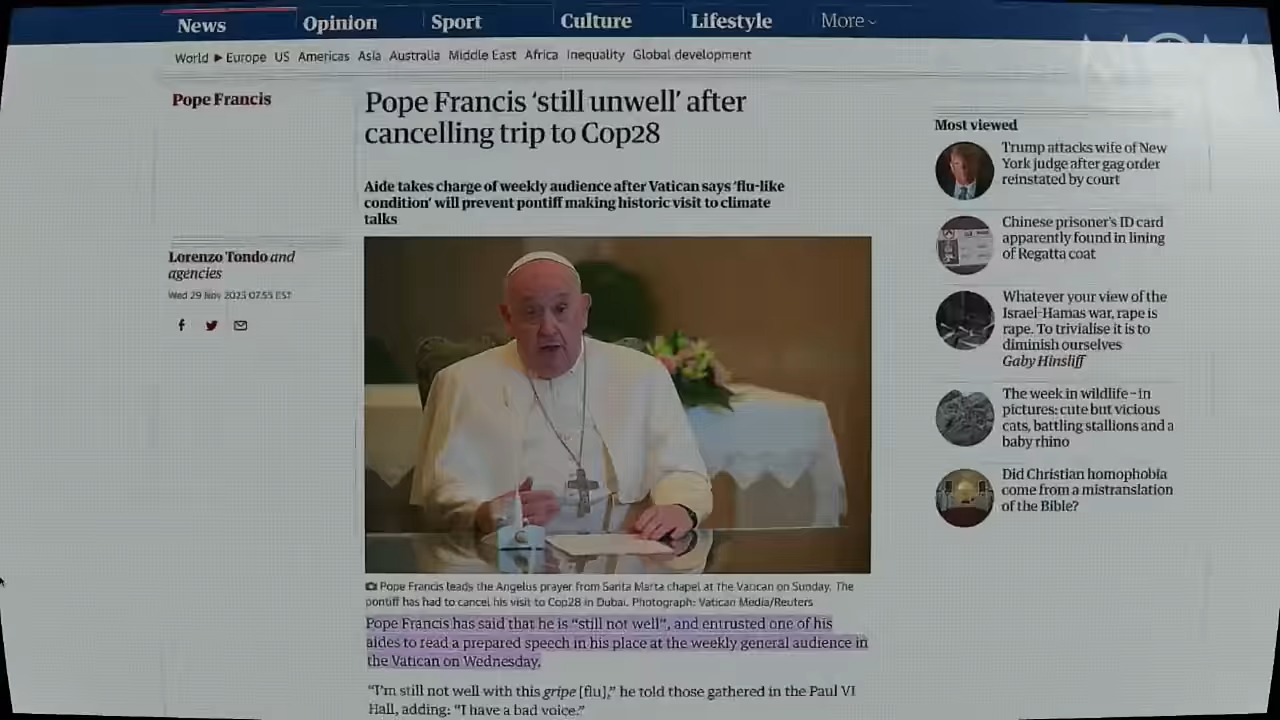 News
Opinion
Sport
Culture
Lifestyle
More
World ▶ Europe US Americas Asia Australia Middle East Africa Inequality Global development
Pope Francis
Pope Francis ‘still unwell’ after
cancelling trip to Cop28
Aide takes charge of weekly audience after Vatican says ‘flu-like
condition’ will prevent pontiff making historic visit to climate
talks
Lorenzo Tondo and
agencies
Wed 29 Nov 2023 07.55 EST
Pope Francis leads the Angelus prayer from Santa Marta chapel at the Vatican on Sunday. The
pontiff has had to cancel his visit to Cop28 in Dubai. Photograph: Vatican Media/Reuters
Pope Francis has said that he is “still not well”, and entrusted one of his
aides to read a prepared speech in his place at the weekly general audience in
the Vatican on Wednesday.
“I’m still not well with this gripe [flu],” he told those gathered in the Paul VI
Hall, adding: “I have a bad voice.”
Most viewed
Trump attacks wife of New
York judge after gag order
reinstated by court
Chinese prisoner’s ID card
apparently found in lining
of Regatta coat
Whatever your view of the
Israel-Hamas war, rape is
rape. To trivialise it is to
diminish ourselves
Gaby Hinsliff
The week in wildlife – in
pictures: cute but vicious
cats, battling stallions and a
baby rhino
Did Christian homophobia
come from a mistranslation
of the Bible?